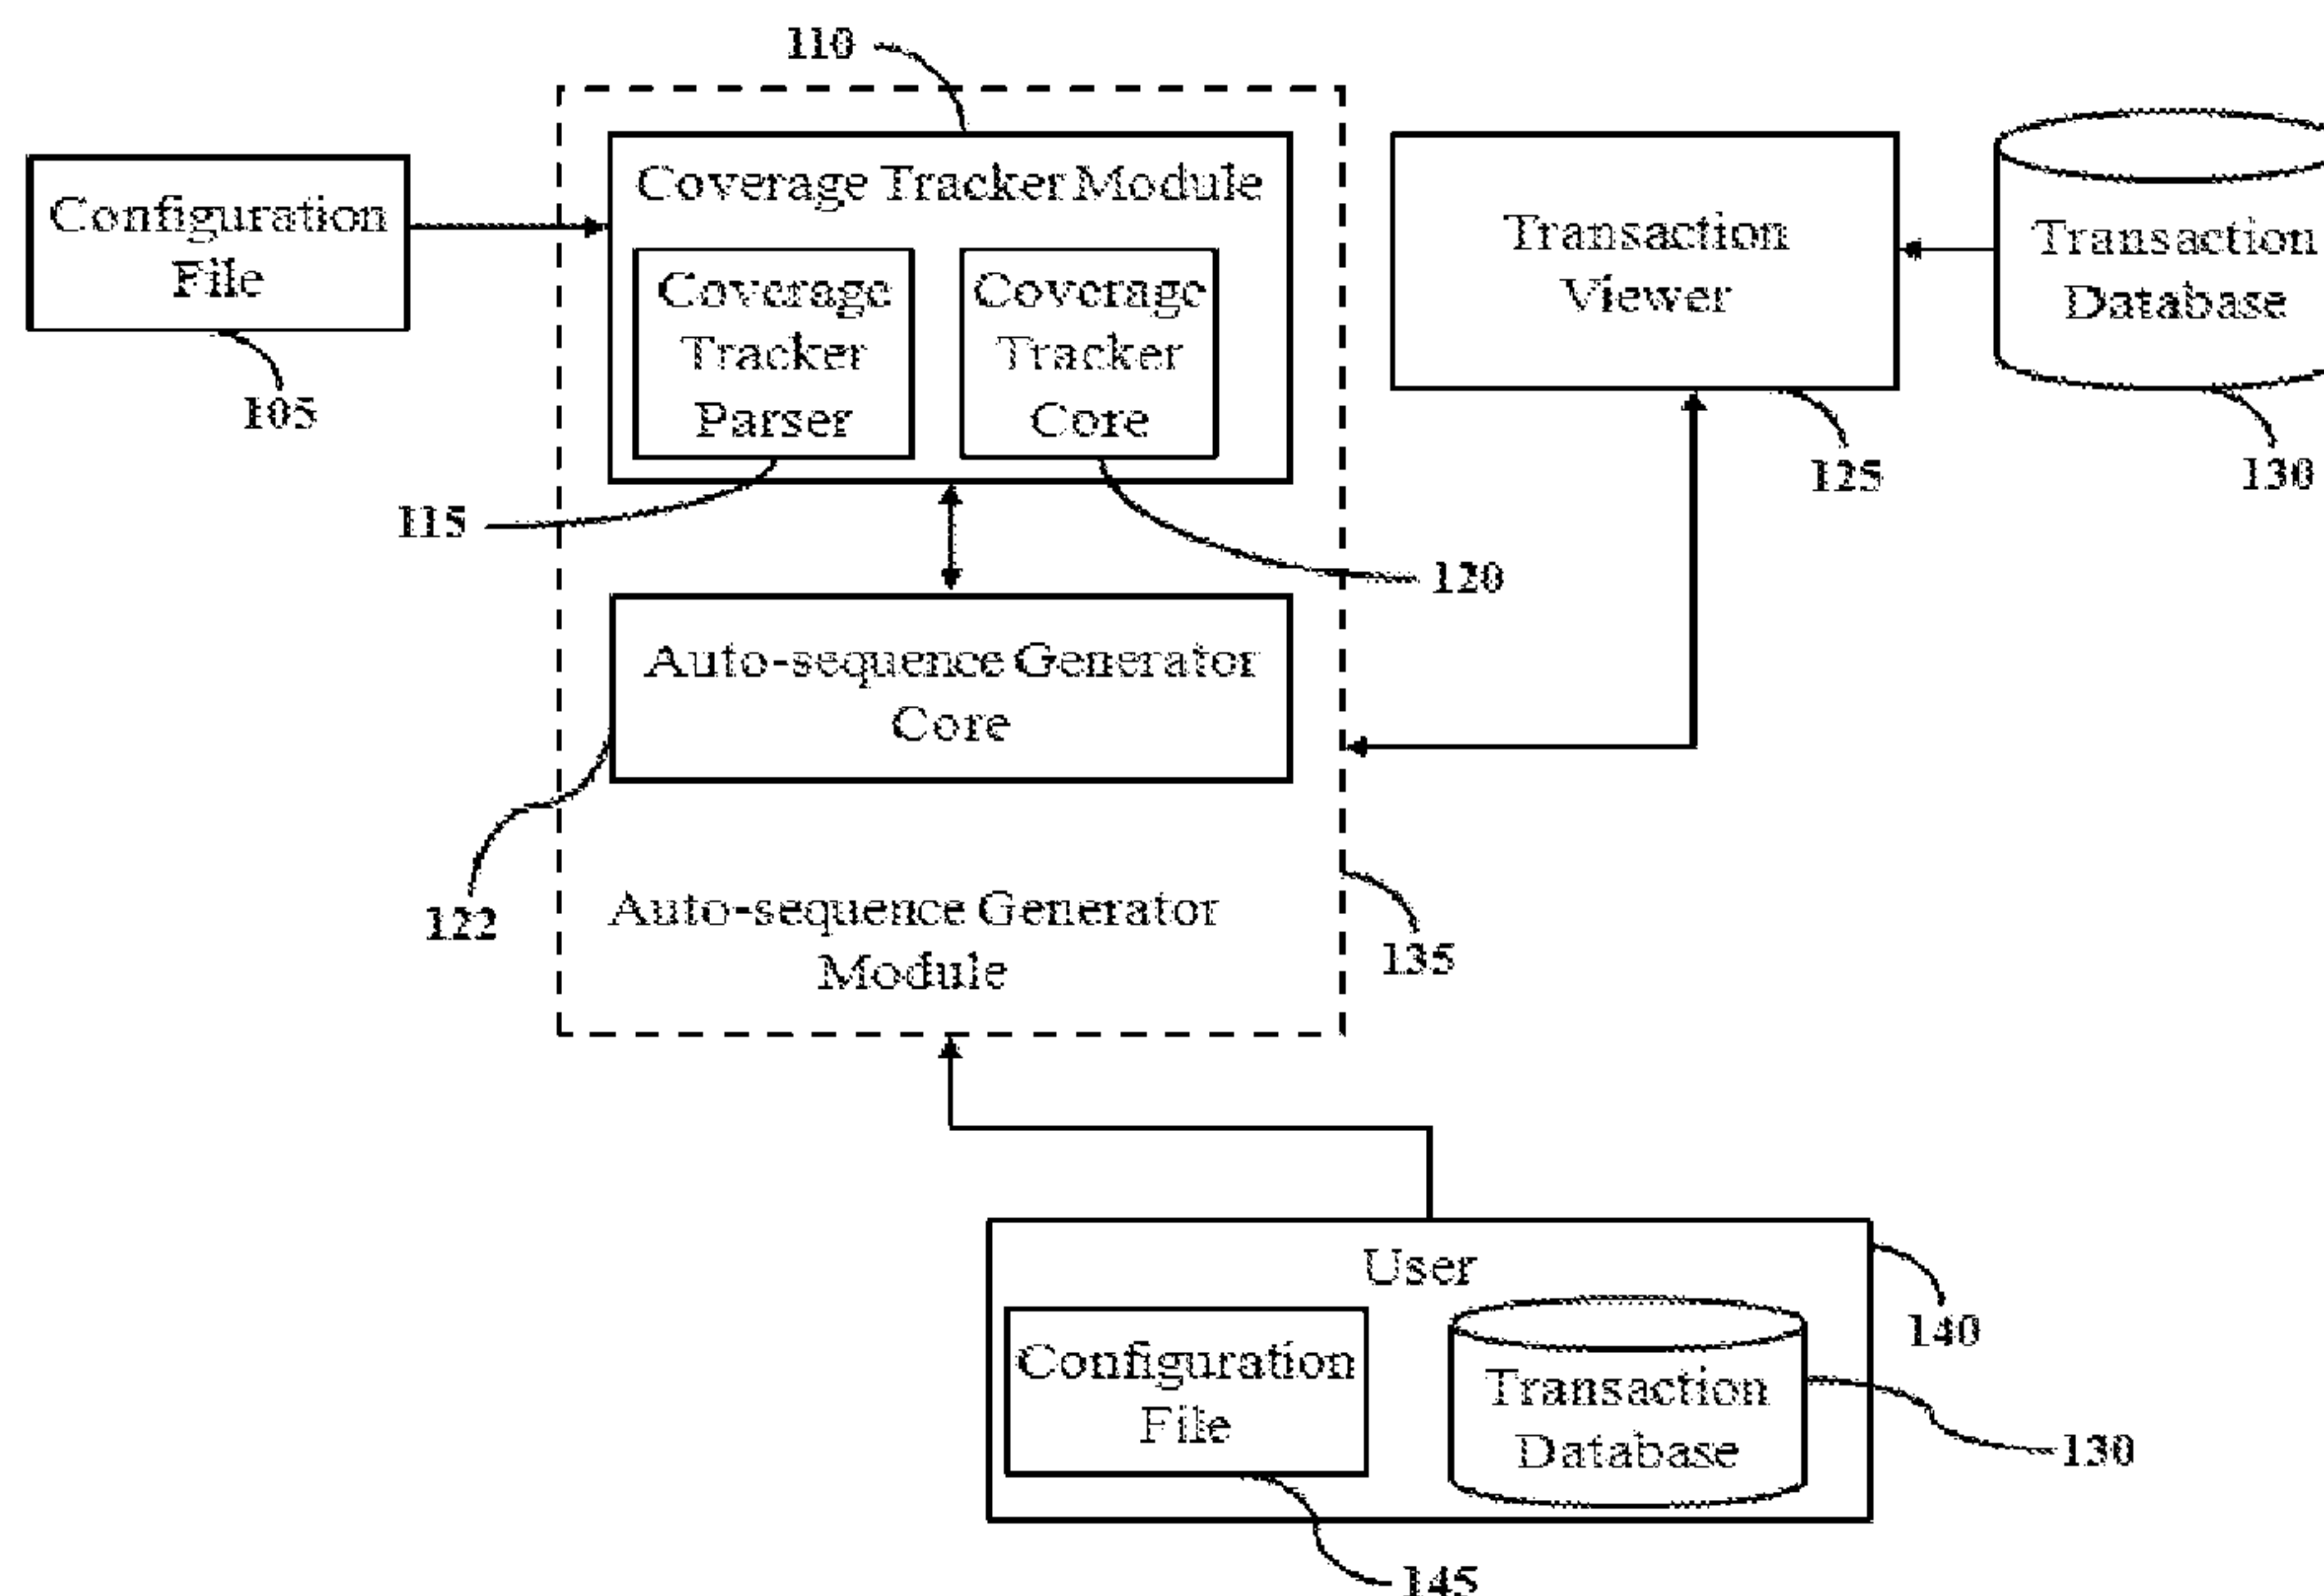 110
Configuration
File
105
Coverage Tracker Module
Coverage
Tracker
Parser
Coverage
Tracker
Core
115
120
Transaction
Viewer
125
Transaction
Database
130
Auto-sequence Generator
Core
122
Auto-sequence Generator
Module
135
User
140
Configuration
File
145
Transaction
Database
130